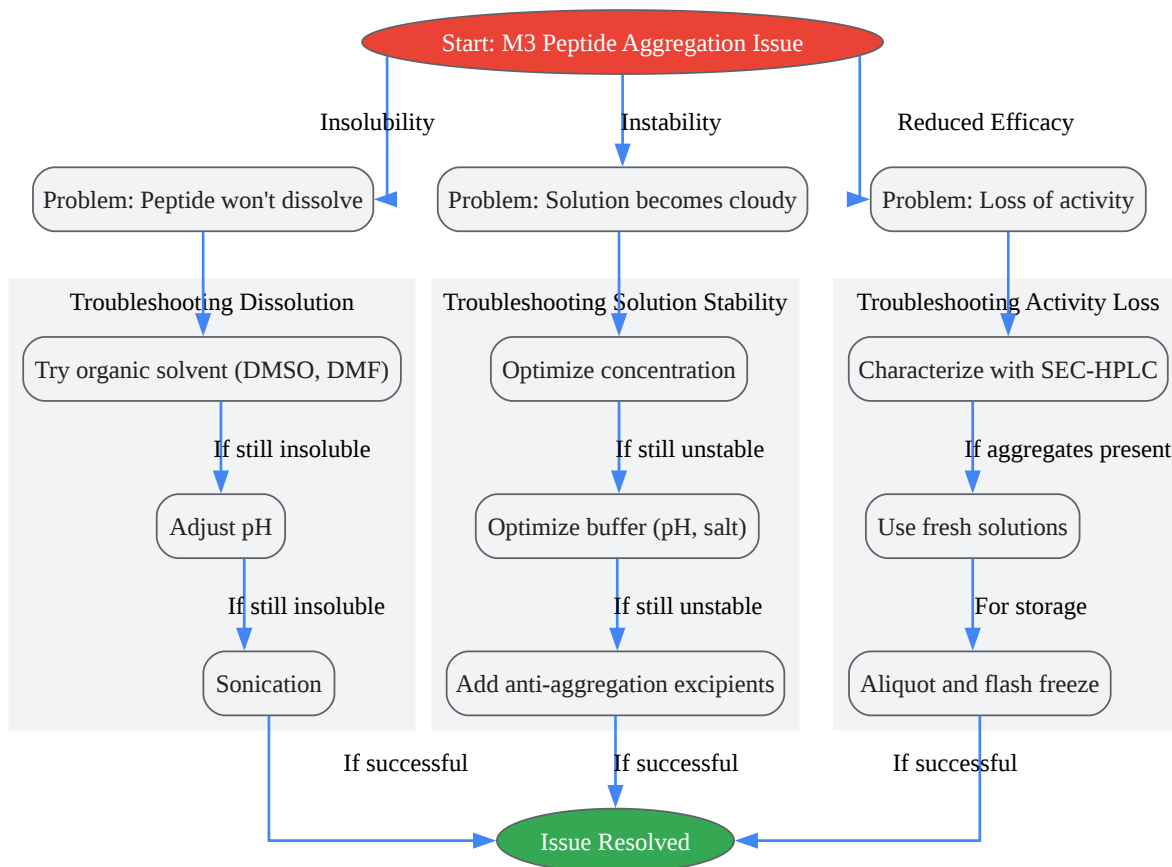 Start: M3 Peptide Aggregation Issue
Insolubility
Instability
Reduced Efficacy
Problem: Peptide won't dissolve
Problem: Solution becomes cloudy
Problem: Loss of activity
Troubleshooting Dissolution
Troubleshooting Solution Stability
Troubleshooting Activity Loss
Try organic solvent (DMSO, DMF)
Optimize concentration
Characterize with SEC-HPLC
If still insoluble
If still unstable
If aggregates present
Adjust pH
Optimize buffer (pH, salt)
Use fresh solutions
If still insoluble
If still unstable
For storage
Sonication
Add anti-aggregation excipients
Aliquot and flash freeze
If successful
If successful
If successful
Issue Resolved